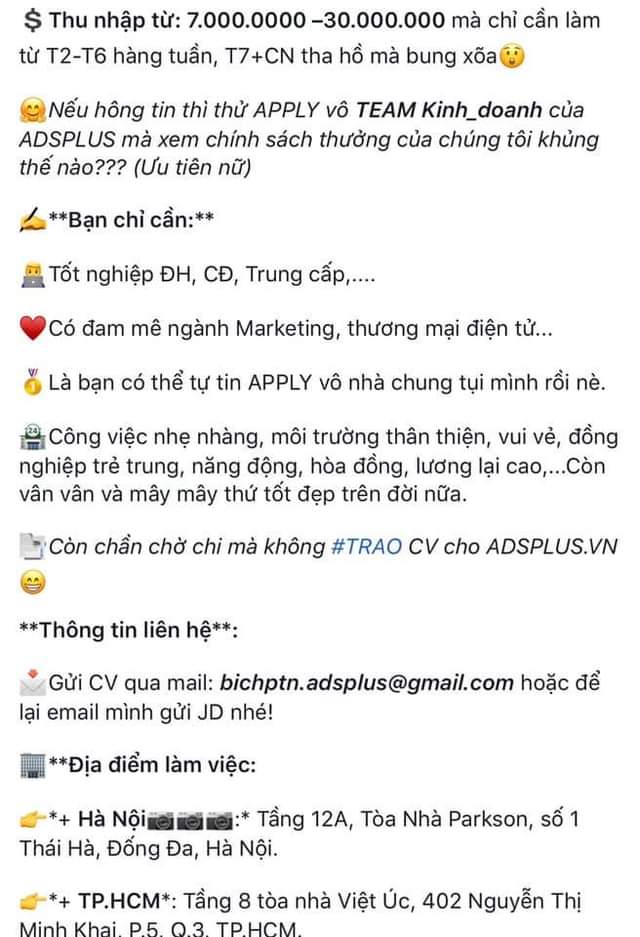 💲Thu nhập từ: 7.000.0000 –30.000.000 mà chỉ cần làm
từ T2-T6 hàng tuần, T7+CN tha hồ mà bung xõa😲
🤗Nếu hông tin thì thử APPLY vô TEAM Kinh_doanh của
ADSPLUS mà xem chính sách thưởng của chúng tôi khủng
thế nào??? (Ưu tiên nữ)
✍️**Bạn chỉ cần:**
👨‍💻Tốt nghiệp ĐH, CĐ, Trung cấp,....
❤️Có đam mê ngành Marketing, thương mại điện tử...
🏅Là bạn có thể tự tin APPLY vô nhà chung tụi mình rồi nè.
🏪Công việc nhẹ nhàng, môi trường thân thiện, vui vẻ, đồng
nghiệp trẻ trung, năng động, hòa đồng, lương lại cao,...Còn
vân vân và mây mây thứ tốt đẹp trên đời nữa.
📑Còn chần chờ chi mà không #TRAO CV cho ADSPLUS.VN
😁
**Thông tin liên hệ**:
📩Gửi CV qua mail: bichptn.adsplus@gmail.com hoặc để
lại email mình gửi JD nhé!
🏢**Địa điểm làm việc:
👉*+ Hà Nội📷📷📷:* Tầng 12A, Tòa Nhà Parkson, số 1
Thái Hà, Đống Đa, Hà Nội.
👉*+ TP.HCM*: Tầng 8 tòa nhà Việt Úc, 402 Nguyễn Thị
Minh Khai, P.5, Q.3, TP.HCM.